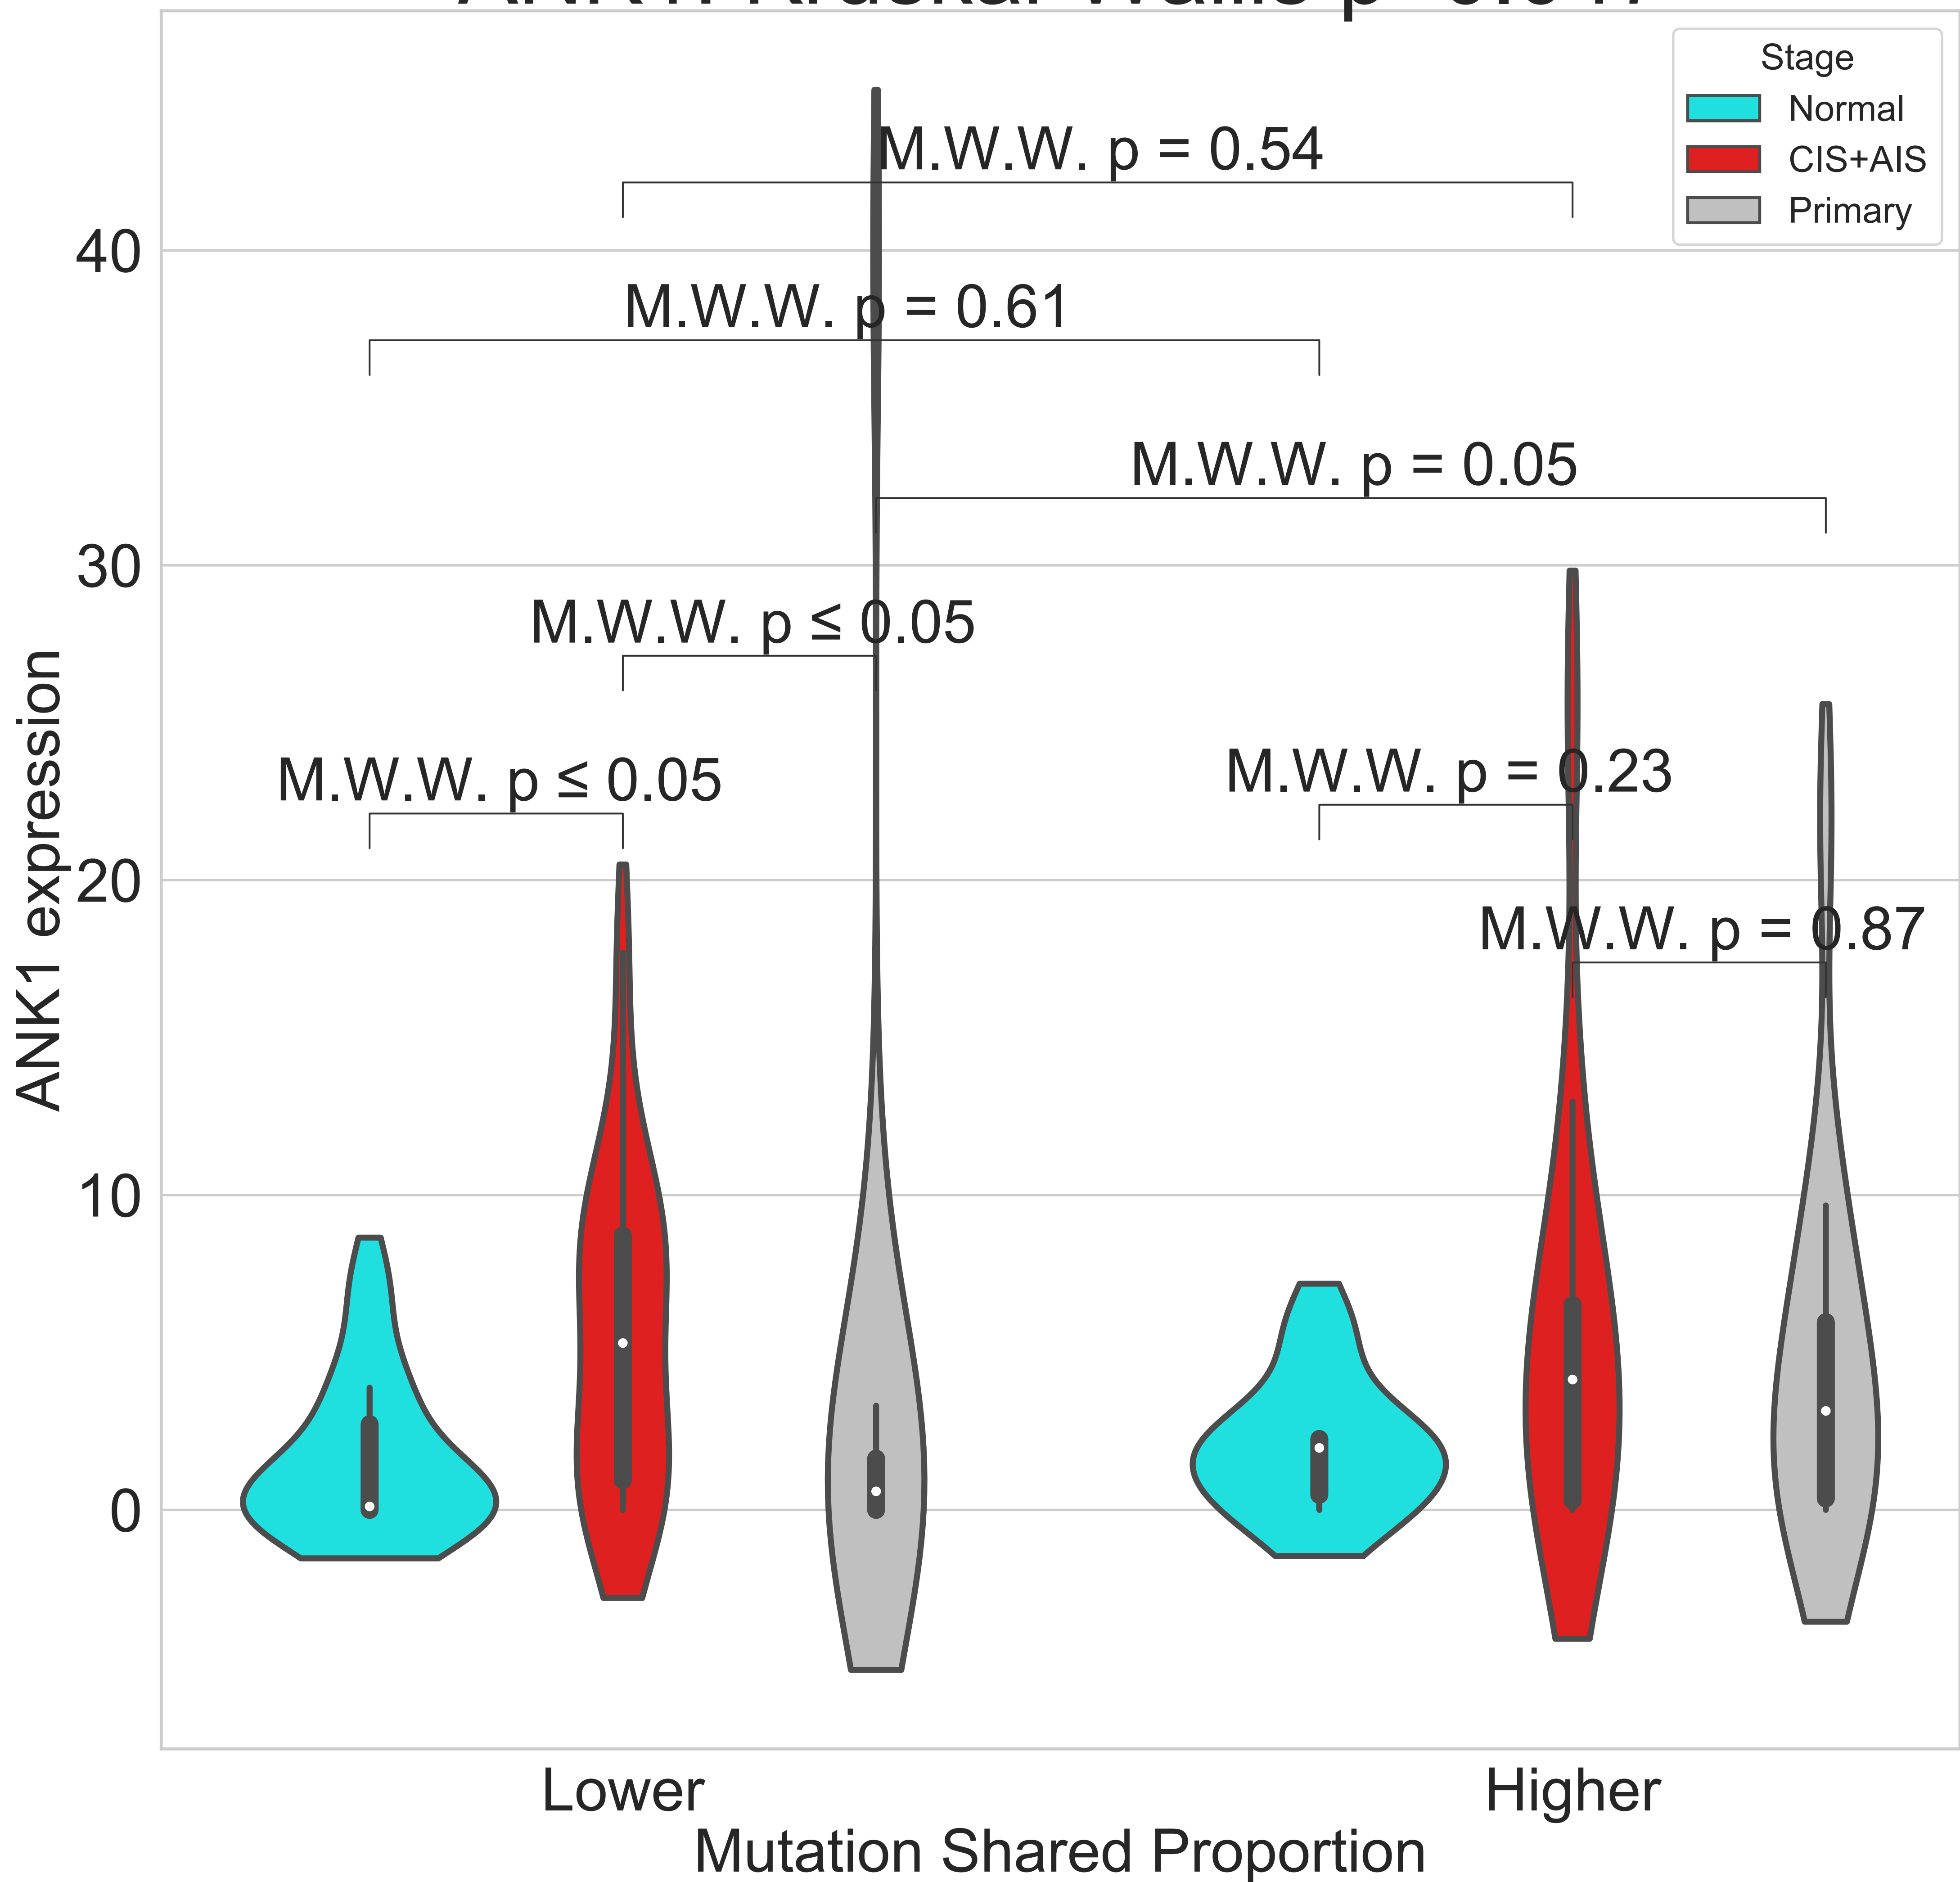 Stage
Normal
CIS+AIS
Primary
M.W.W. p = 0.54
40
M.W.W. p = 0.61
M.W.W. p = 0.05
30
M.W.W. p ≤ 0.05
M.W.W. p ≤ 0.05
M.W.W. p = 0.23
20
M.W.W. p = 0.87
10
0
ANK1 expression
Lower
Higher
Mutation Shared Proportion